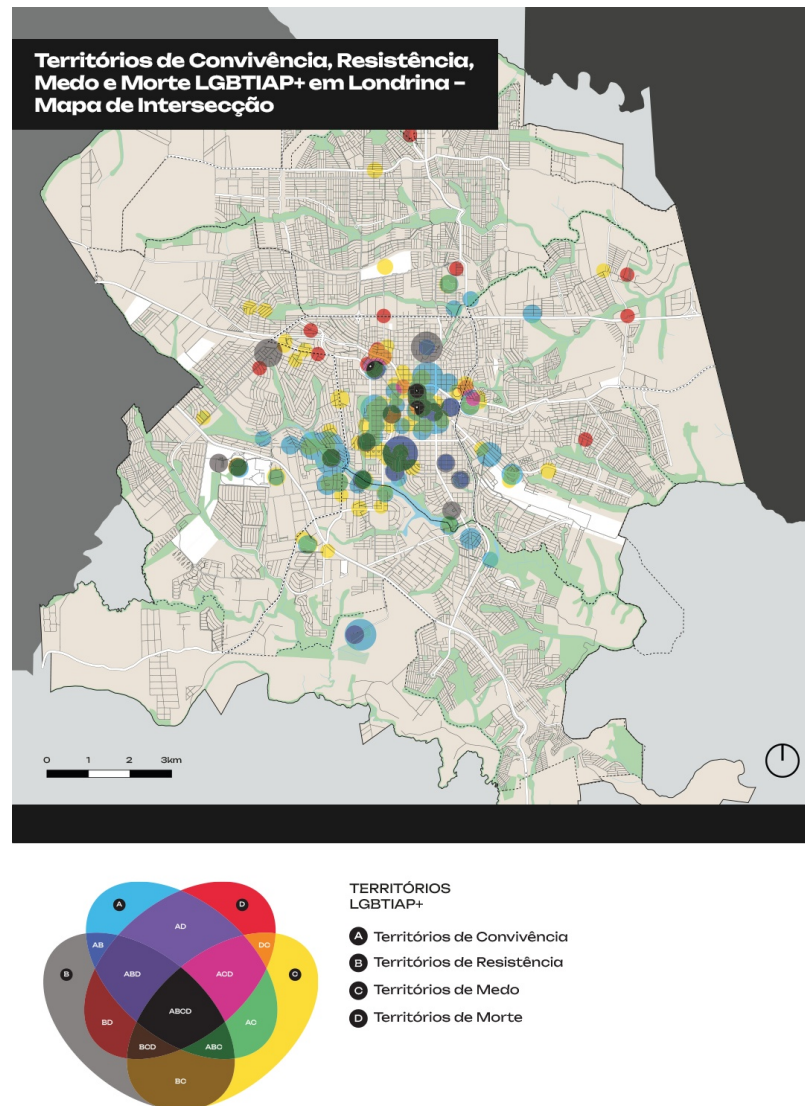 Territórios de Convivência, Resistência,
Medo e Morte LGBTIAP+ em Londrina –
Mapa de Intersecção
0 1 2 3km
A
D
AD
AB
DC
B
ABD
ACD
C
ABCD
BD
AC
BCD
ABC
BC
TERRITÓRIOS
LGBTIAP+
A Territórios de Convivência
B Territórios de Resistência
C Territórios de Medo
D Territórios de Morte